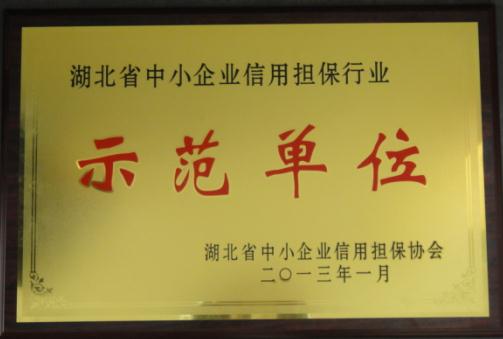 湖北省中小企业信用担保行业
示范单位
湖北省中小企业信用担保协会
二〇一三年一月